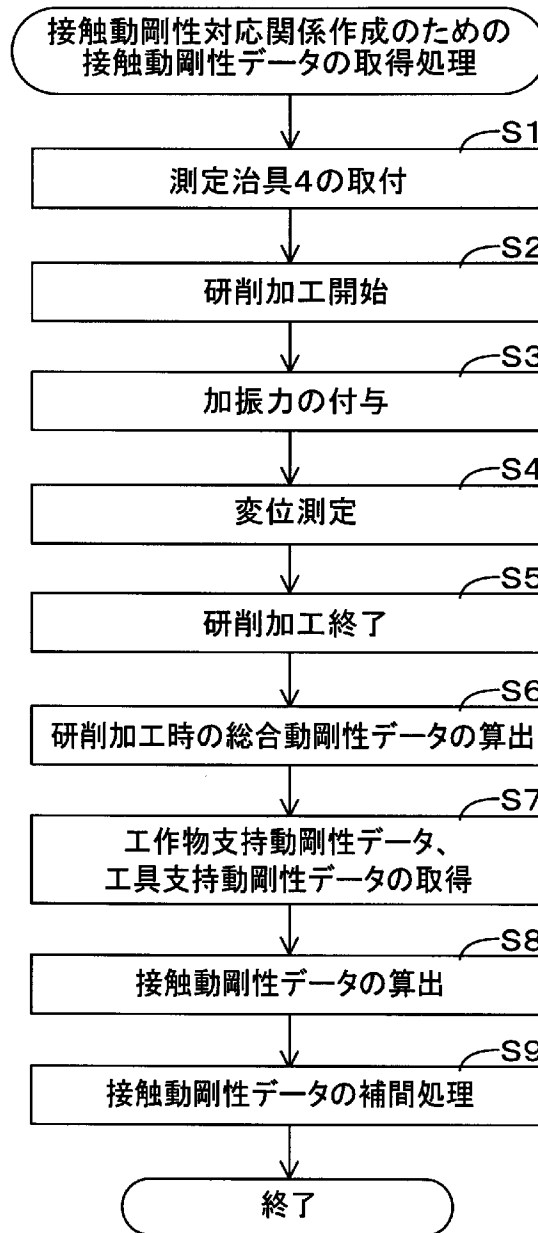 接触動剛性対応関係作成のための
接触動剛性データの取得処理
S1
測定治具4の取付
S2
研削加工開始
S3
加振力の付与
S4
変位測定
S5
研削加工終了
S6
研削加工時の総合動剛性データの算出
S7
工作物支持動剛性データ、
工具支持動剛性データの取得
S8
接触動剛性データの算出
S9
接触動剛性データの補間処理
終了